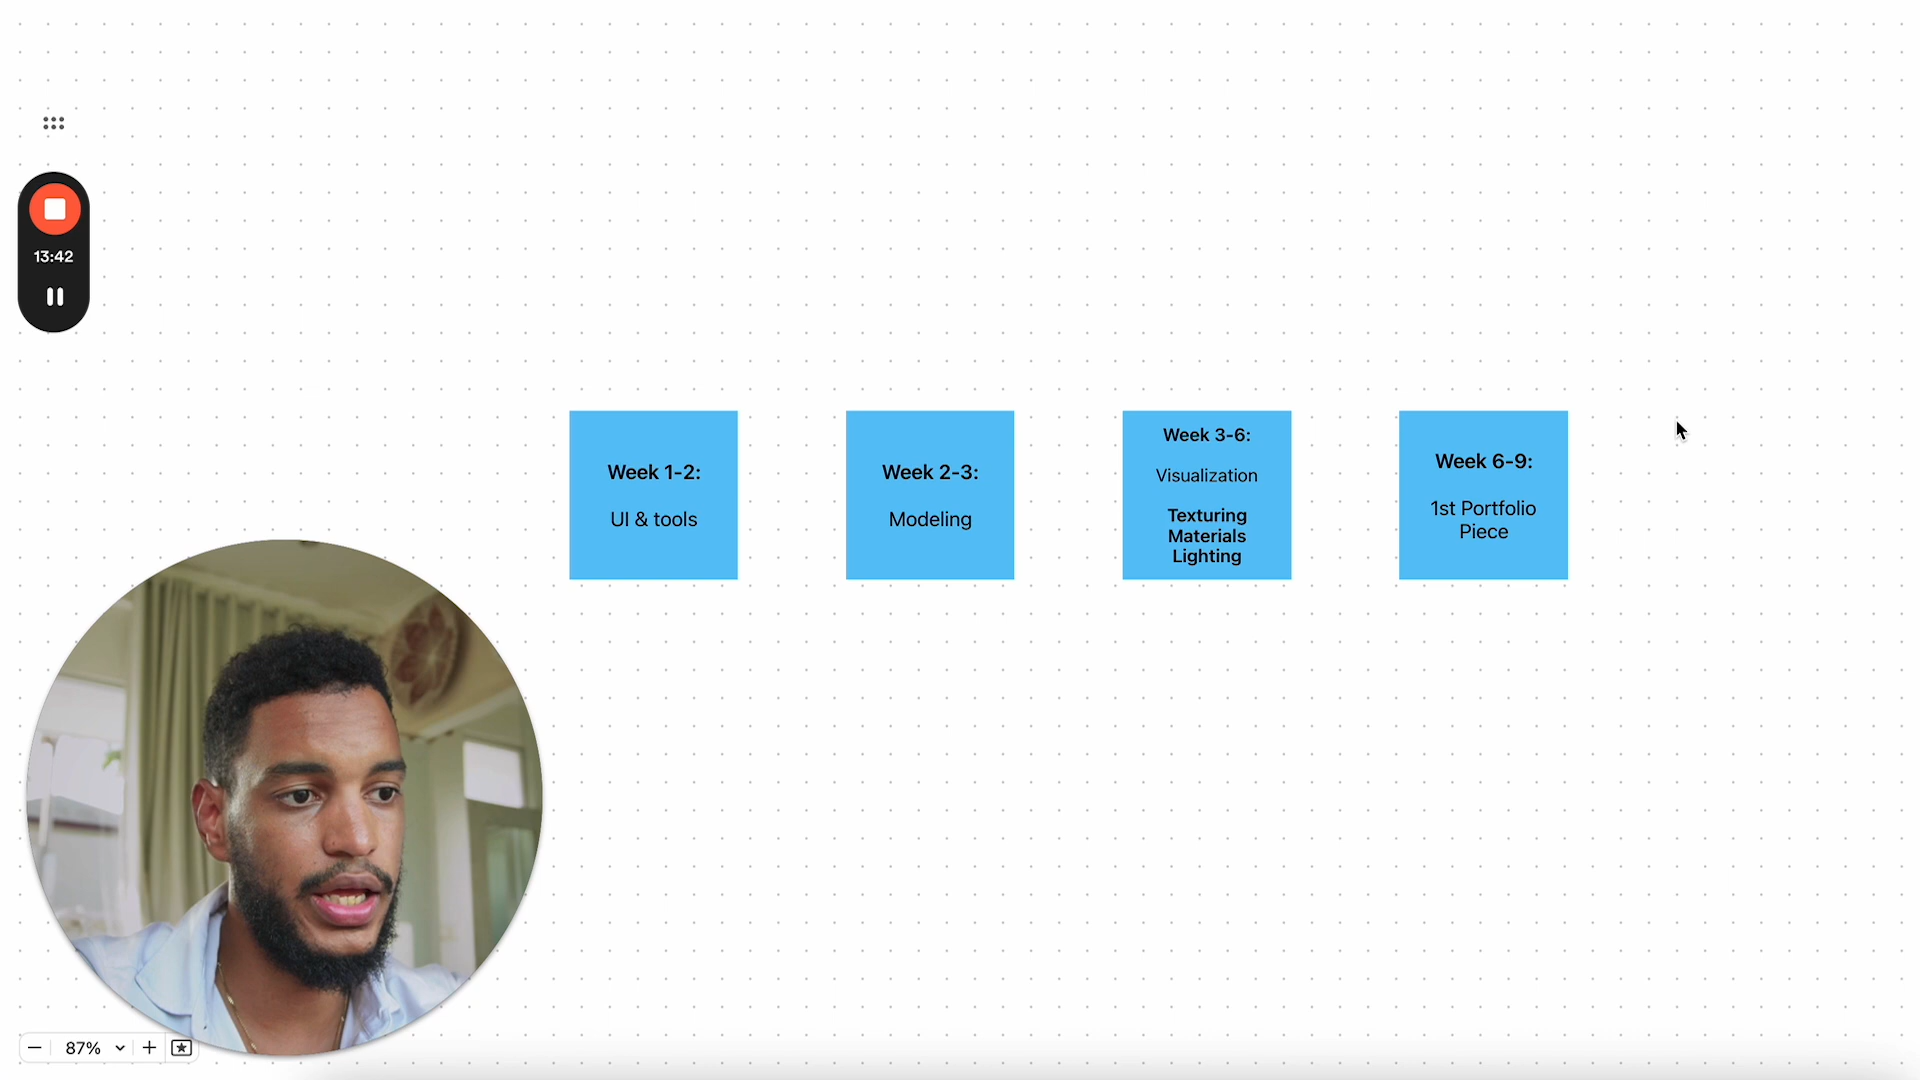 13:42
Week 1-2:
UI & tools
Week 2-3:
Modeling
Week 3-6:
Visualization
Texturing
Materials
Lighting
Week 6-9:
1st Portfolio
Piece
87%